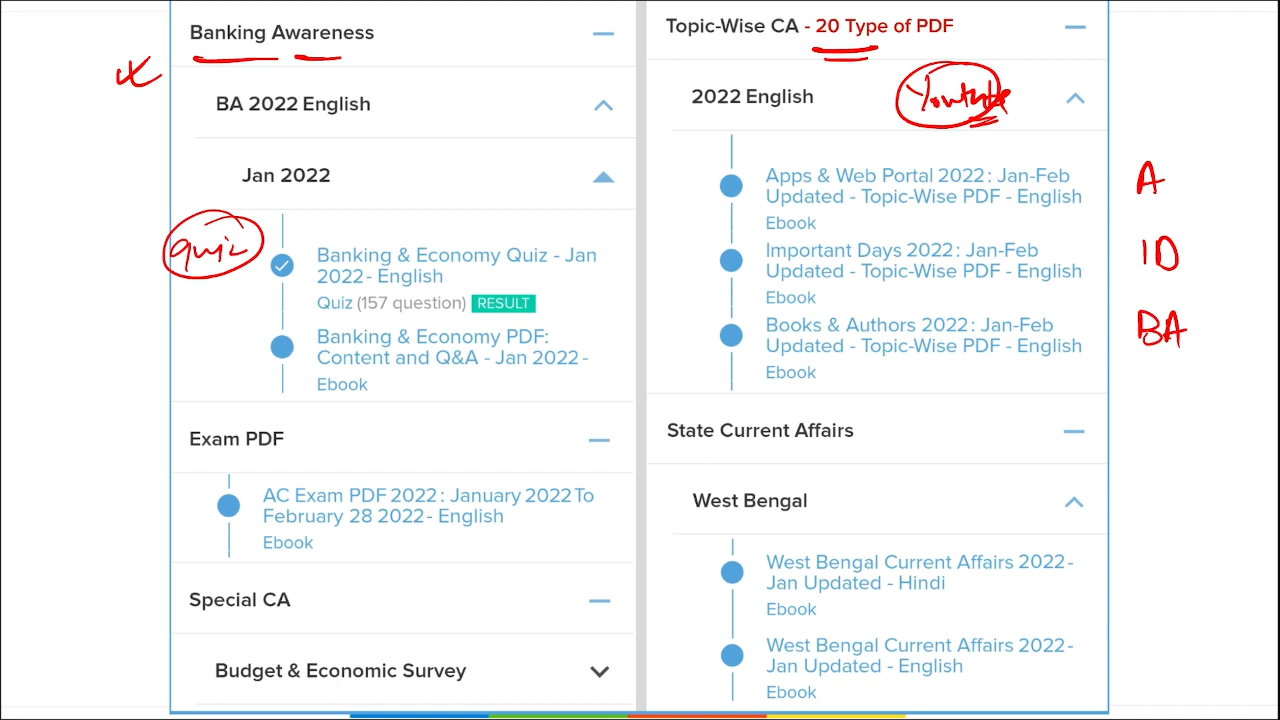 Banking Awareness
BA 2022 English
Jan 2022
quiz
Banking & Economy Quiz - Jan
2022 - English
Quiz (157 question) RESULT
Banking & Economy PDF:
Content and Q&A - Jan 2022 -
Ebook
Exam PDF
AC Exam PDF 2022 : January 2022 To
February 28 2022 - English
Ebook
Special CA
Budget & Economic Survey
Topic-Wise CA - 20 Type of PDF
2022 English
Youtube
Apps & Web Portal 2022 : Jan-Feb
Updated - Topic-Wise PDF - English
Ebook
Important Days 2022 : Jan-Feb
Updated - Topic-Wise PDF - English
Ebook
Books & Authors 2022 : Jan-Feb
Updated - Topic-Wise PDF - English
Ebook
A
ID
BA
State Current Affairs
West Bengal
West Bengal Current Affairs 2022 -
Jan Updated - Hindi
Ebook
West Bengal Current Affairs 2022 -
Jan Updated - English
Ebook